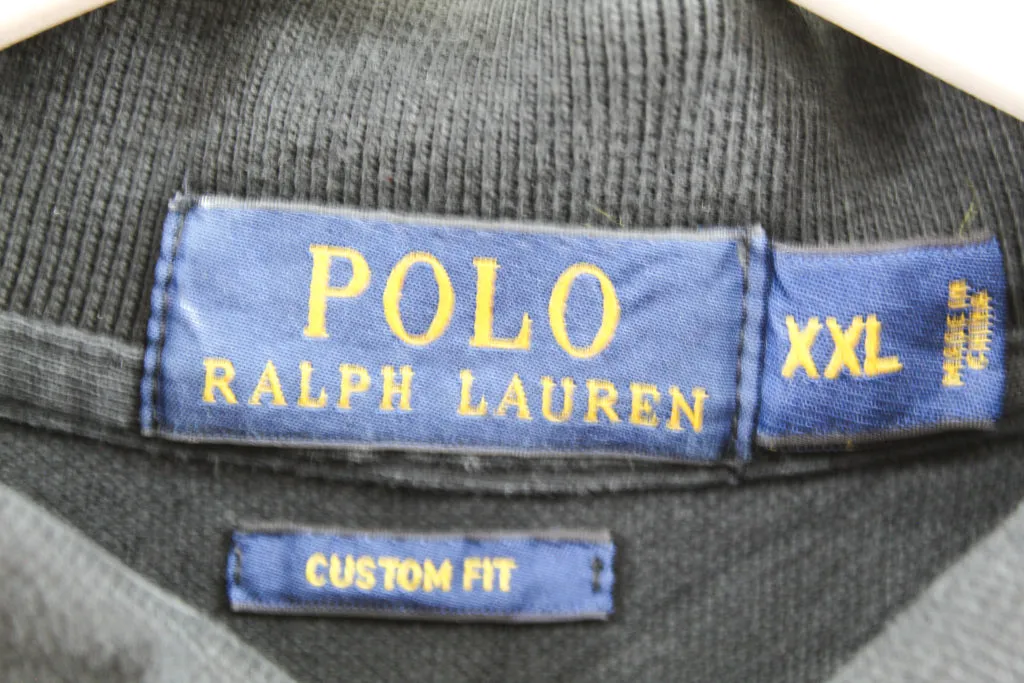 POLO
RALPH LAUREN
XXL
MADE IN
CHINA
CUSTOM FIT